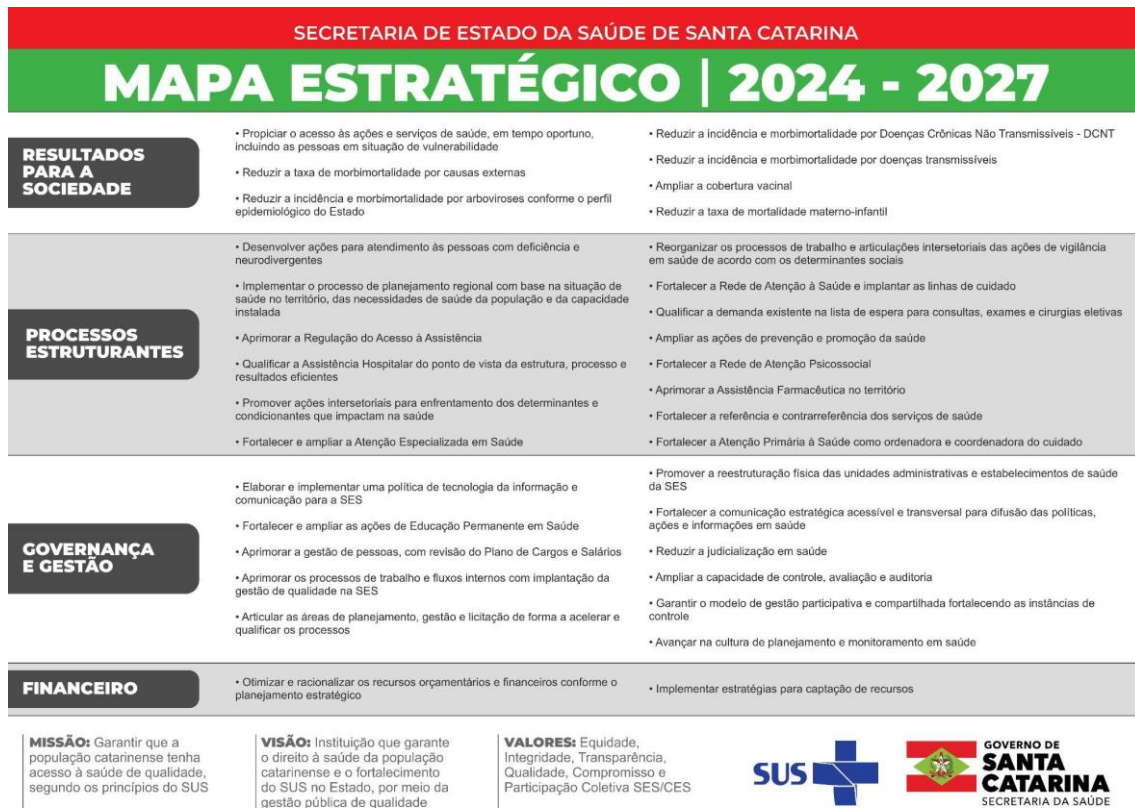 SECRETARIA DE ESTADO DA SAÚDE DE SANTA CATARINA
MAPA ESTRATÉGICO | 2024 - 2027
RESULTADOS
PARA A
SOCIEDADE
• Propiciar o acesso às ações e serviços de saúde, em tempo oportuno,
incluindo as pessoas em situação de vulnerabilidade
• Reduzir a taxa de morbimortalidade por causas externas
• Reduzir a incidência e morbimortalidade por arboviroses conforme o perfil
epidemiológico do Estado
• Reduzir a incidência e morbimortalidade por Doenças Crônicas Não Transmissíveis - DCNT
• Reduzir a incidência e morbimortalidade por doenças transmissíveis
• Ampliar a cobertura vacinal
• Reduzir a taxa de mortalidade materno-infantil
PROCESSOS
ESTRUTURANTES
• Desenvolver ações para atendimento às pessoas com deficiência e
neurodivergentes
• Implementar o processo de planejamento regional com base na situação de
saúde no território, das necessidades de saúde da população e da capacidade
instalada
• Aprimorar a Regulação do Acesso à Assistência
• Qualificar a Assistência Hospitalar do ponto de vista da estrutura, processo e
resultados eficientes
• Promover ações intersetoriais para enfrentamento dos determinantes e
condicionantes que impactam na saúde
• Fortalecer e ampliar a Atenção Especializada em Saúde
• Reorganizar os processos de trabalho e articulações intersetoriais das ações de vigilância
em saúde de acordo com os determinantes sociais
• Fortalecer a Rede de Atenção à Saúde e implantar as linhas de cuidado
• Qualificar a demanda existente na lista de espera para consultas, exames e cirurgias eletivas
• Ampliar as ações de prevenção e promoção da saúde
• Fortalecer a Rede de Atenção Psicossocial
• Aprimorar a Assistência Farmacêutica no território
• Fortalecer a referência e contrarreferência dos serviços de saúde
• Fortalecer a Atenção Primária à Saúde como ordenadora e coordenadora do cuidado
GOVERNANÇA
E GESTÃO
• Elaborar e implementar uma política de tecnologia da informação e
comunicação para a SES
• Fortalecer e ampliar as ações de Educação Permanente em Saúde
• Aprimorar a gestão de pessoas, com revisão do Plano de Cargos e Salários
• Aprimorar os processos de trabalho e fluxos internos com implantação da
gestão de qualidade na SES
• Articular as áreas de planejamento, gestão e licitação de forma a acelerar e
qualificar os processos
• Promover a reestruturação física das unidades administrativas e estabelecimentos de saúde
da SES
• Fortalecer a comunicação estratégica acessível e transversal para difusão das políticas,
ações e informações em saúde
• Reduzir a judicialização em saúde
• Ampliar a capacidade de controle, avaliação e auditoria
• Garantir o modelo de gestão participativa e compartilhada fortalecendo as instâncias de
controle
• Avançar na cultura de planejamento e monitoramento em saúde
FINANCEIRO
• Otimizar e racionalizar os recursos orçamentários e financeiros conforme o
planejamento estratégico
• Implementar estratégias para captação de recursos
MISSÃO: Garantir que a
população catarinense tenha
acesso à saúde de qualidade,
segundo os princípios do SUS
VISÃO: Instituição que garante
o direito à saúde da população
catarinense e o fortalecimento
do SUS no Estado, por meio da
gestão pública de qualidade
VALORES: Equidade,
Integridade, Transparência,
Qualidade, Compromisso e
Participação Coletiva SES/CES
SUS
GOVERNO DE
SANTA
CATARINA
SECRETARIA DA SAÚDE